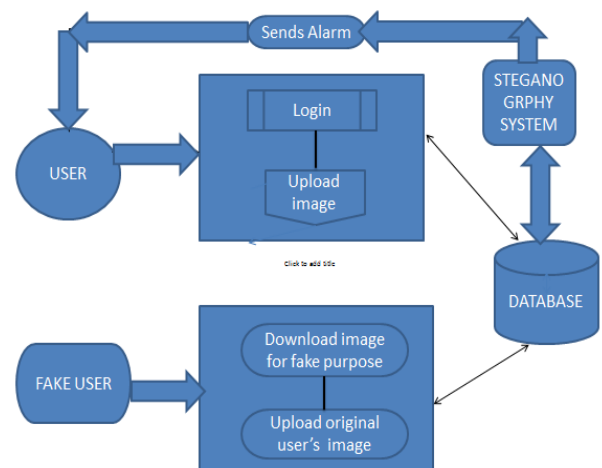 Sends Alarm
STEGANO
GRPHY
SYSTEM
Login
USER
Upload
image
Click to add title
DATABASE
Download image
for fake purpose
FAKE USER
Upload original
user's image